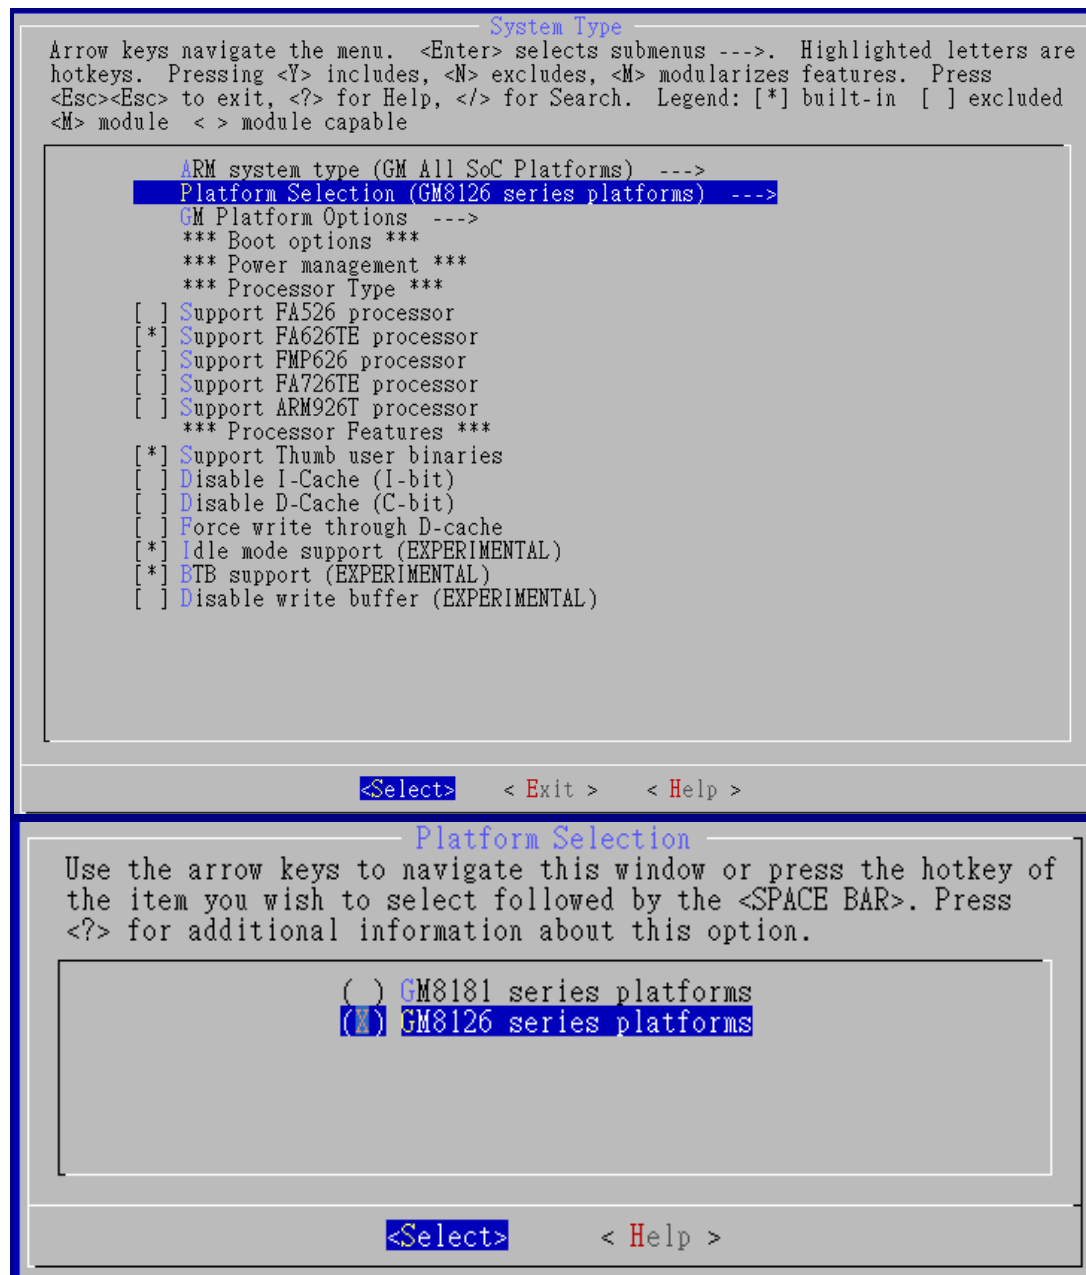 System Type
Arrow keys navigate the menu.  <Enter> selects submenus --->.  Highlighted letters are
hotkeys.  Pressing <Y> includes, <N> excludes, <M> modularizes features.  Press
<Esc><Esc> to exit, <?> for Help, </> for Search.  Legend: [*] built-in  [ ] excluded
<M> module  < > module capable
ARM system type (GM All SoC Platforms)  --->
Platform Selection (GM8126 series platforms)  --->
GM Platform Options  --->
*** Boot options ***
*** Power management ***
*** Processor Type ***
[ ] Support FA526 processor
[*] Support FA626TE processor
[ ] Support FMP626 processor
[ ] Support FA726TE processor
[ ] Support ARM926T processor
*** Processor Features ***
[*] Support Thumb user binaries
[ ] Disable I-Cache (I-bit)
[ ] Disable D-Cache (C-bit)
[ ] Force write through D-cache
[*] Idle mode support (EXPERIMENTAL)
[*] BTB support (EXPERIMENTAL)
[ ] Disable write buffer (EXPERIMENTAL)
<Select>    < Exit >    < Help >
Platform Selection
Use the arrow keys to navigate this window or press the hotkey of
the item you wish to select followed by the <SPACE BAR>. Press
<?> for additional information about this option.
( ) GM8181 series platforms
(X) GM8126 series platforms
<Select>    < Help >